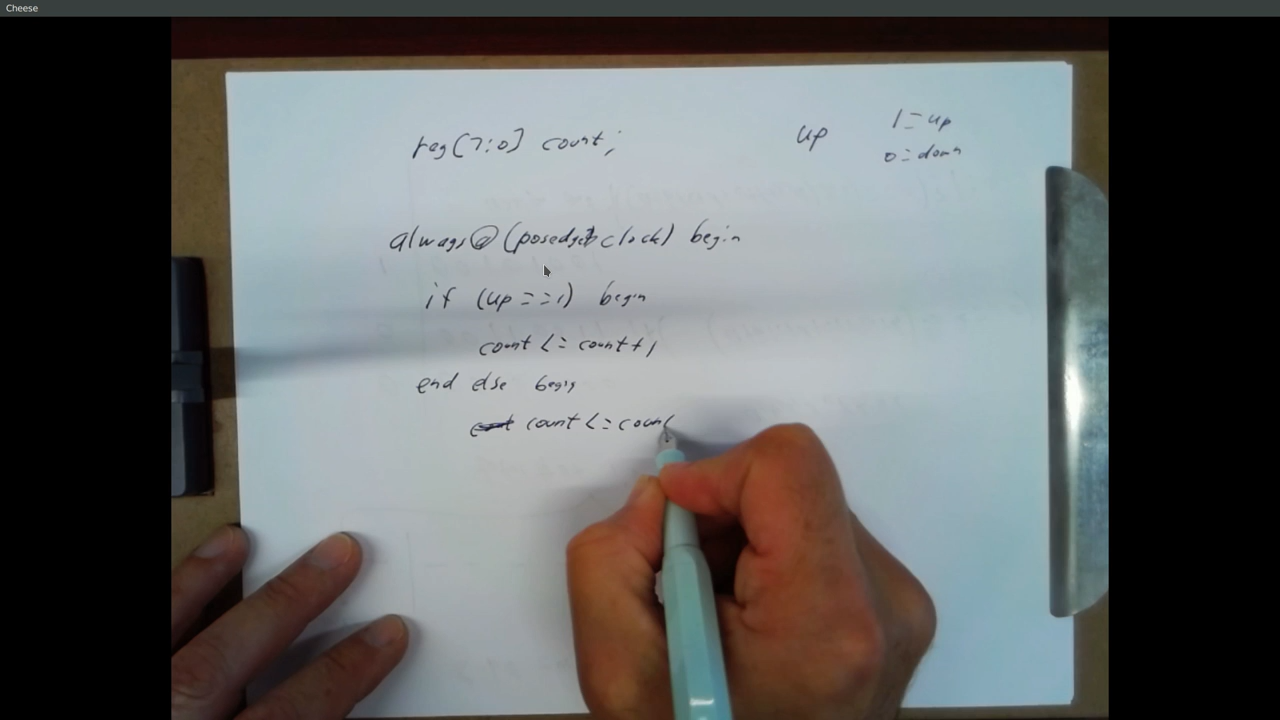 Cheese
reg[7:0] count;
up
1=up
0=down
always@(posedge clock) begin
if (up==1) begin
count <= count+1
end else begin
count <= count